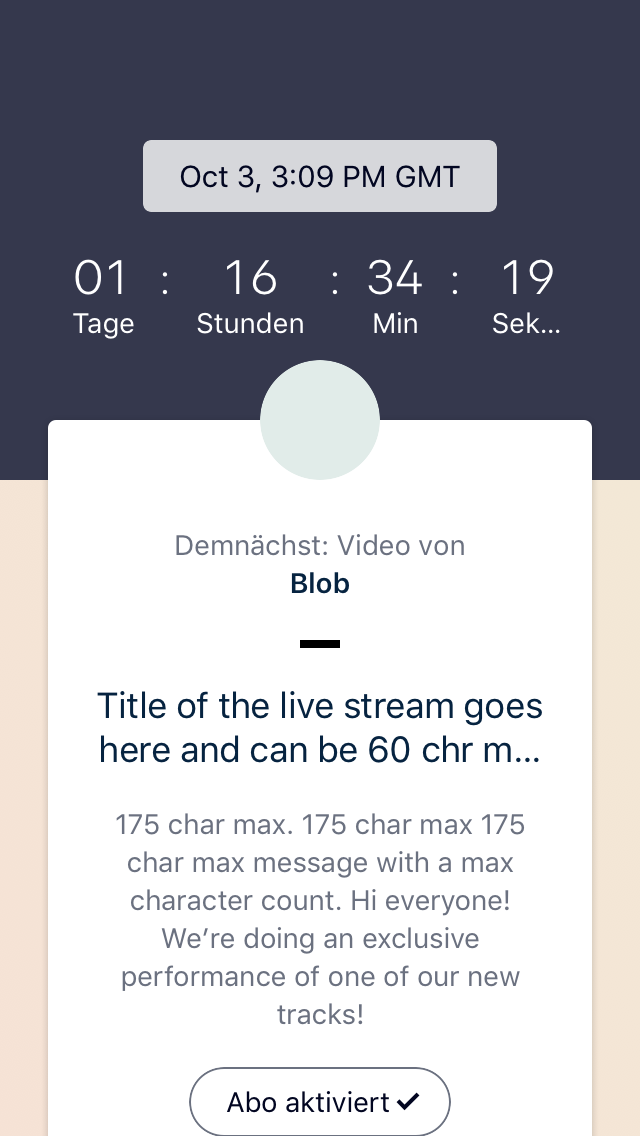 Oct 3, 3:09 PM GMT
01 : 16 : 34 : 19
Tage Stunden Min Sek...
Demnächst: Video von
Blob
Title of the live stream goes
here and can be 60 chr m...
175 char max. 175 char max 175
char max message with a max
character count. Hi everyone!
We’re doing an exclusive
performance of one of our new
tracks!
Abo aktiviert ✓